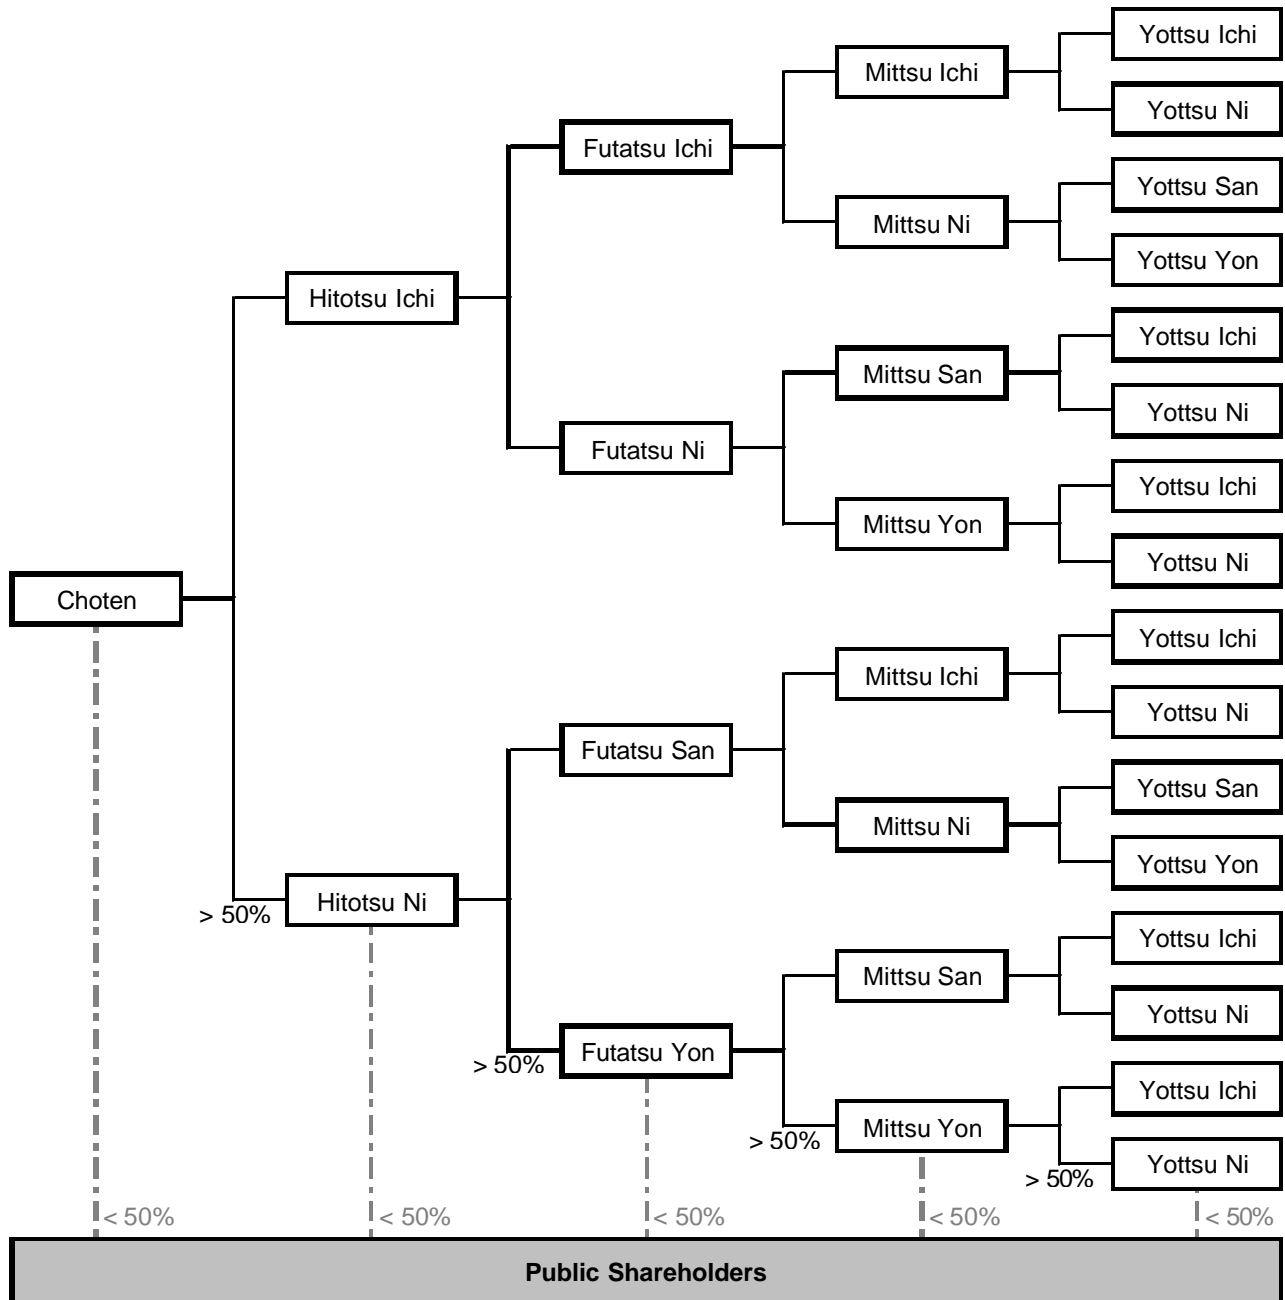 Yottsu Ichi
Mittsu Ichi
Yottsu Ni
Futatsu Ichi
Yottsu San
Mittsu Ni
Yottsu Yon
Hitotsu Ichi
Yottsu Ichi
Mittsu San
Yottsu Ni
Futatsu Ni
Yottsu Ichi
Mittsu Yon
Yottsu Ni
Choten
Yottsu Ichi
Mittsu Ichi
Yottsu Ni
Futatsu San
Yottsu San
Mittsu Ni
Yottsu Yon
Hitotsu Ni
> 50%
Yottsu Ichi
Mittsu San
Yottsu Ni
Futatsu Yon
> 50%
Yottsu Ichi
Mittsu Yon
> 50%
Yottsu Ni
> 50%
< 50%
< 50%
< 50%
< 50%
< 50%
Public Shareholders